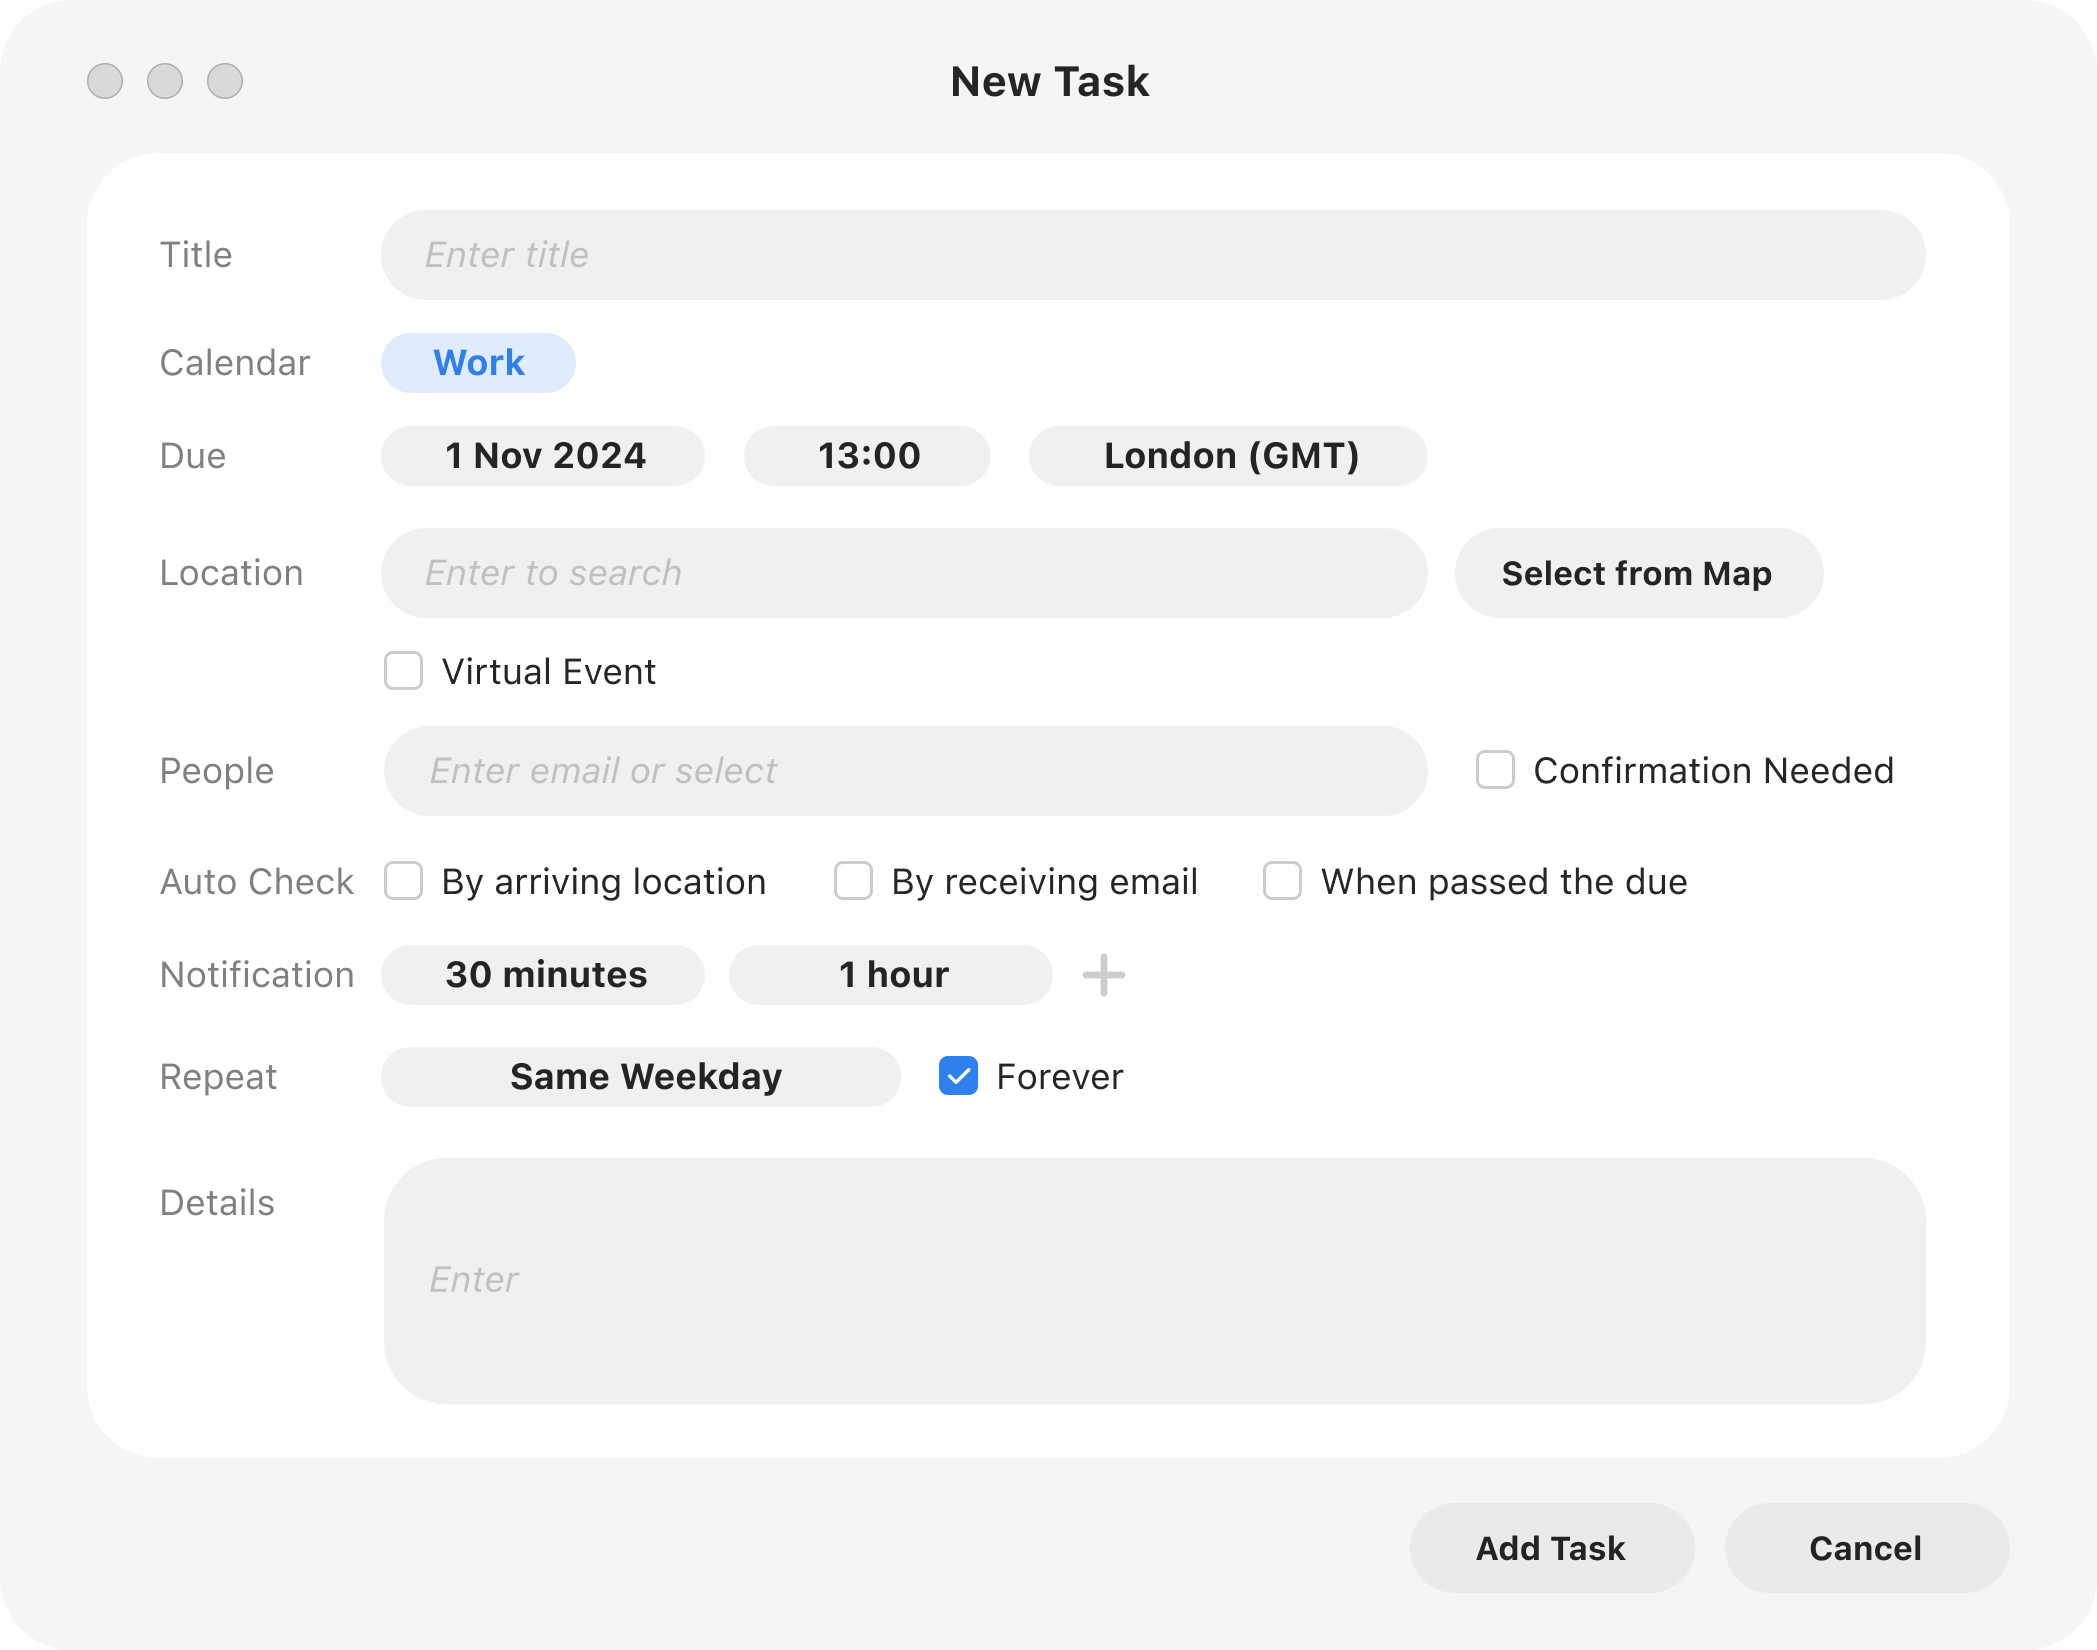 New Task
Title Enter title
Calendar Work
Due 1 Nov 2024 13:00 London (GMT)
Location Enter to search Select from Map
Virtual Event
People Enter email or select Confirmation Needed
Auto Check By arriving location By receiving email When passed the due
Notification 30 minutes 1 hour
Repeat Same Weekday Forever
Details
Enter
Add Task Cancel